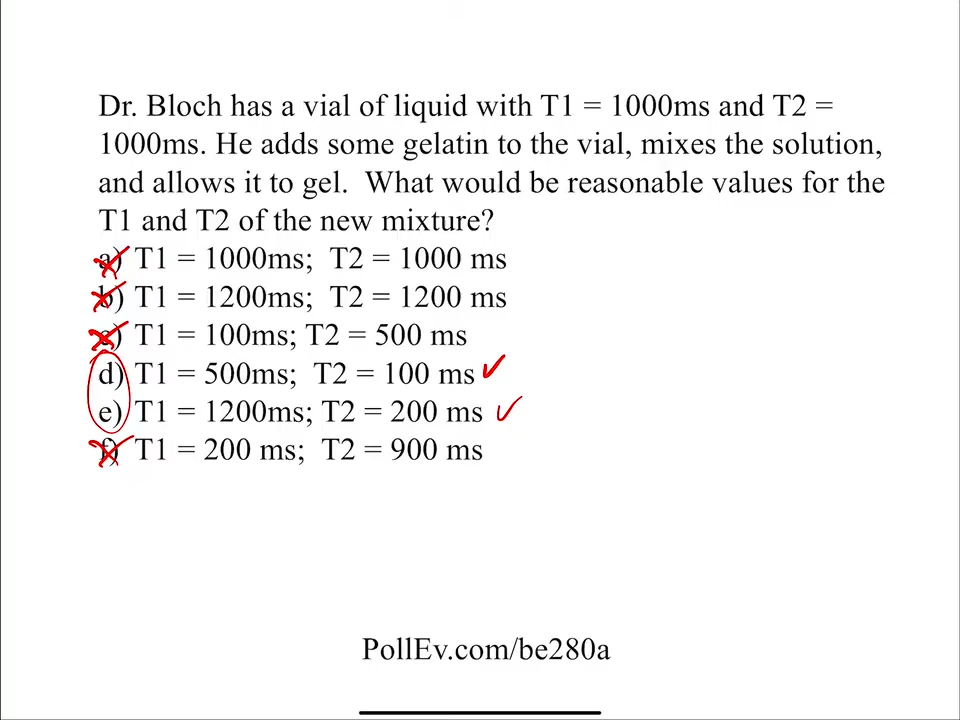 Dr. Bloch has a vial of liquid with T1 = 1000ms and T2 =
1000ms. He adds some gelatin to the vial, mixes the solution,
and allows it to gel.  What would be reasonable values for the
T1 and T2 of the new mixture?
a) T1 = 1000ms;  T2 = 1000 ms
b) T1 = 1200ms;  T2 = 1200 ms
c) T1 = 100ms; T2 = 500 ms
d) T1 = 500ms;  T2 = 100 ms
e) T1 = 1200ms; T2 = 200 ms
f) T1 = 200 ms;  T2 = 900 ms
PollEv.com/be280a